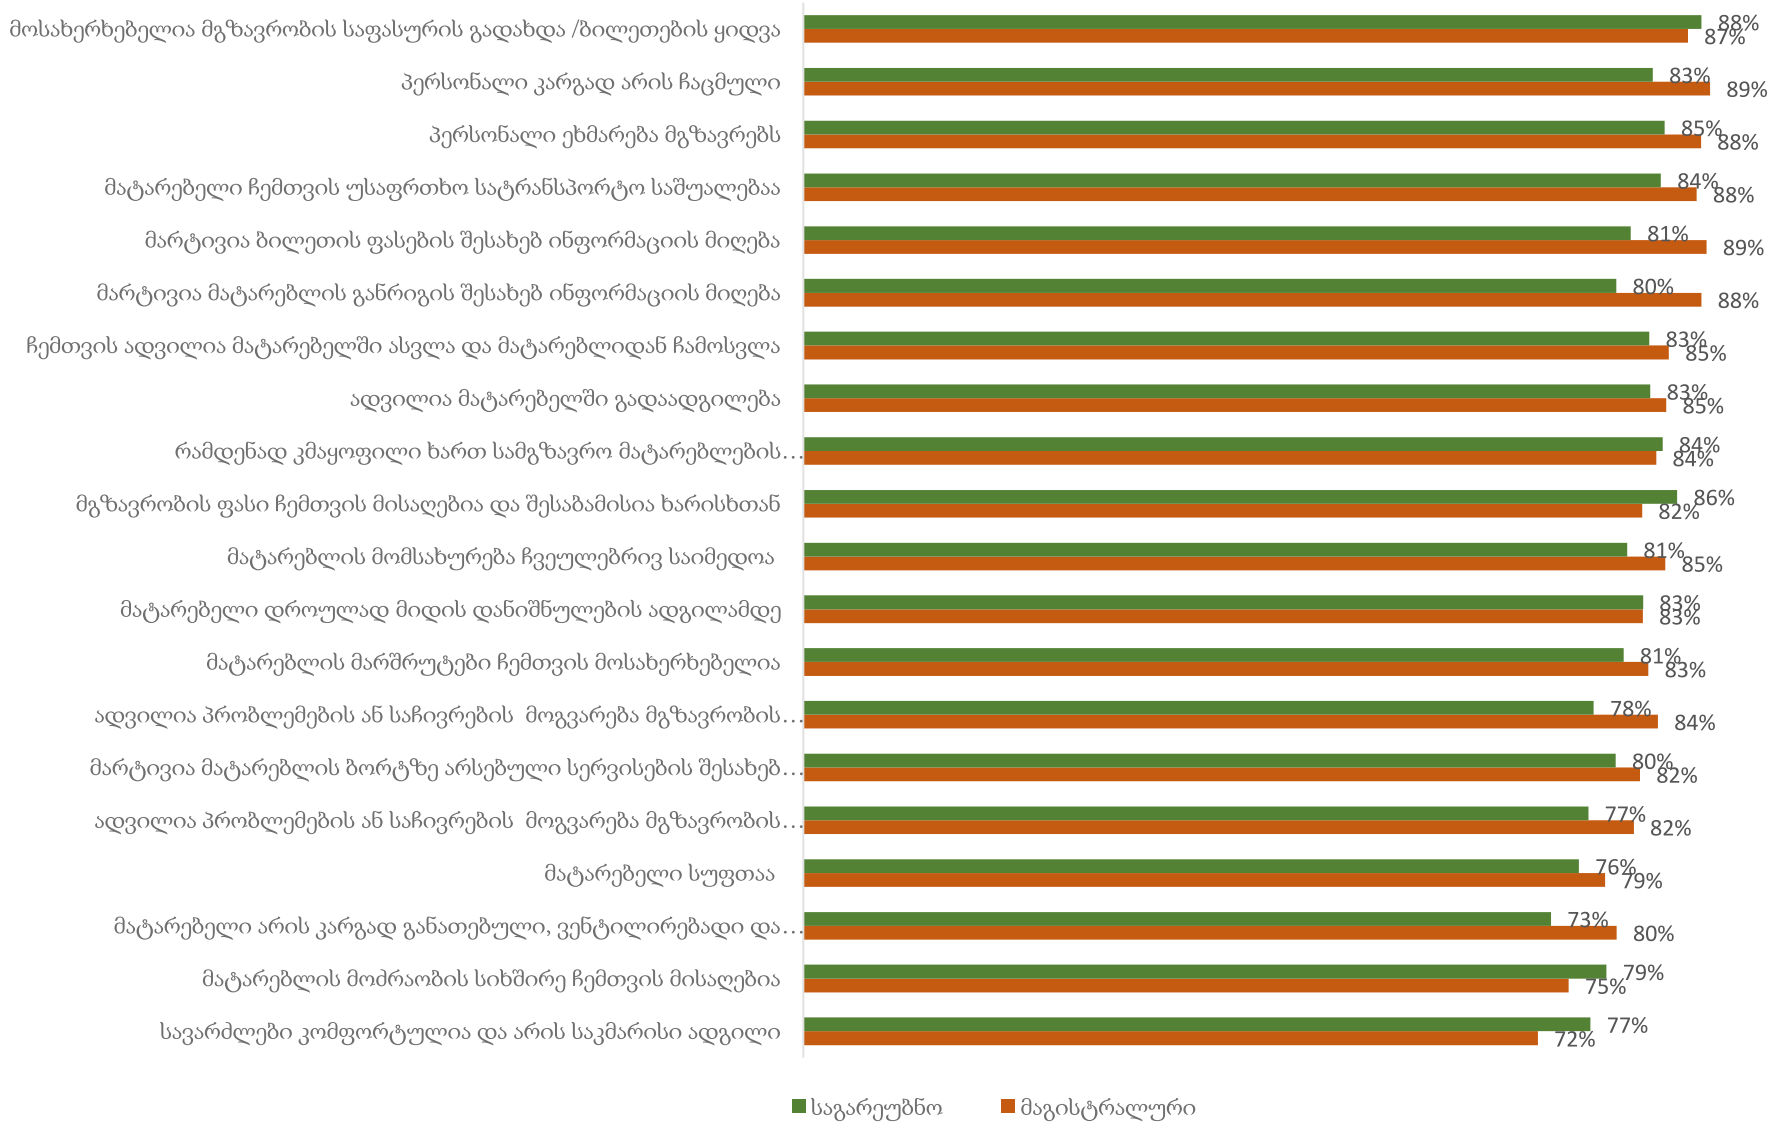 მოსახერხებელია მგზავრობის საფასურის გადახდა /ბილეთების ყიდვა
88%
87%
პერსონალი კარგად არის ჩაცმული
83%
89%
პერსონალი ეხმარება მგზავრებს
85%
88%
მატარებელი ჩემთვის უსაფრთხო სატრანსპორტო საშუალებაა
84%
88%
მარტივია ბილეთის ფასების შესახებ ინფორმაციის მიღება
81%
89%
მარტივია მატარებლის განრიგის შესახებ ინფორმაციის მიღება
80%
88%
ჩემთვის ადვილია მატარებელში ასვლა და მატარებლიდან ჩამოსვლა
83%
85%
ადვილია მატარებელში გადაადგილება
83%
85%
რამდენად კმაყოფილი ხართ სამგზავრო მატარებლების…
84%
84%
მგზავრობის ფასი ჩემთვის მისაღებია და შესაბამისია ხარისხთან
86%
82%
მატარებლის მომსახურება ჩვეულებრივ საიმედოა
81%
85%
მატარებელი დროულად მიდის დანიშნულების ადგილამდე
83%
83%
მატარებლის მარშრუტები ჩემთვის მოსახერხებელია
81%
83%
ადვილია პრობლემების ან საჩივრების მოგვარება მგზავრობის…
78%
84%
მარტივია მატარებლის ბორტზე არსებული სერვისების შესახებ…
80%
82%
ადვილია პრობლემების ან საჩივრების მოგვარება მგზავრობის…
77%
82%
მატარებელი სუფთაა
76%
79%
მატარებელი არის კარგად განათებული, ვენტილირებადი და…
73%
80%
მატარებლის მოძრაობის სიხშირე ჩემთვის მისაღებია
79%
75%
სავარძლები კომფორტულია და არის საკმარისი ადგილი
77%
72%
საგარეუბნო
მაგისტრალური